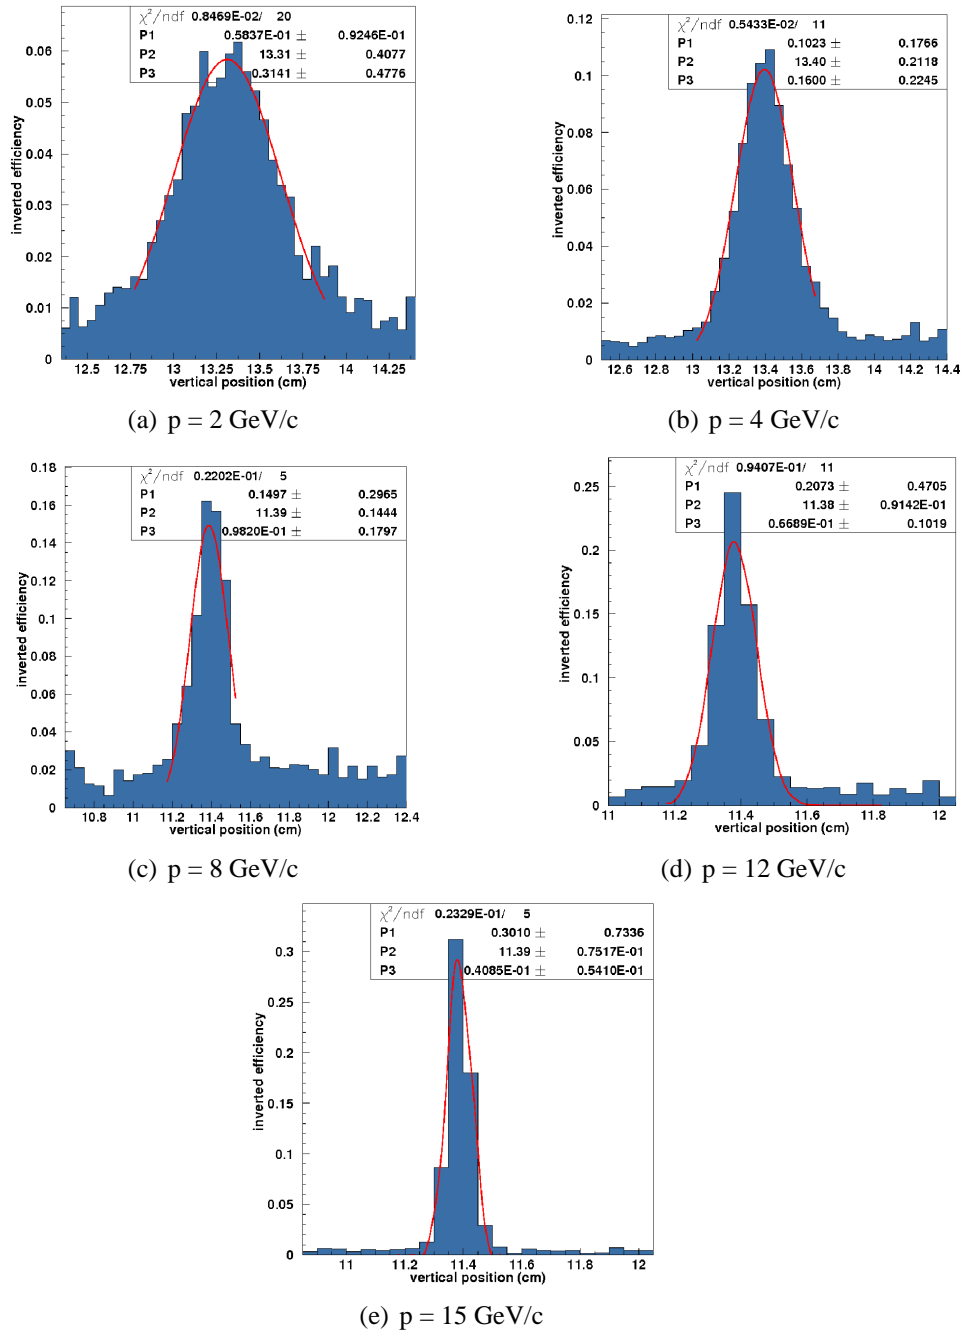 χ²/ndf 0.8469E-02/ 20
P1 0.5837E-01 ± 0.9246E-01
P2 13.31 ± 0.4077
P3 0.3141 ± 0.4776
0.06
0.05
0.04
0.03
0.02
0.01
0
inverted efficiency
12.5 12.75 13 13.25 13.5 13.75 14 14.25
vertical position (cm)
(a) p = 2 GeV/c
χ²/ndf 0.5433E-02/ 11
P1 0.1023 ± 0.1766
P2 13.40 ± 0.2118
P3 0.1600 ± 0.2245
0.12
0.1
0.08
0.06
0.04
0.02
0
inverted efficiency
12.6 12.8 13 13.2 13.4 13.6 13.8 14 14.2 14.4
vertical position (cm)
(b) p = 4 GeV/c
χ²/ndf 0.2202E-01/ 5
P1 0.1497 ± 0.2965
P2 11.39 ± 0.1444
P3 0.9820E-01 ± 0.1797
0.18
0.16
0.14
0.12
0.1
0.08
0.06
0.04
0.02
0
inverted efficiency
10.8 11 11.2 11.4 11.6 11.8 12 12.2 12.4
vertical position (cm)
(c) p = 8 GeV/c
χ²/ndf 0.9407E-01/ 11
P1 0.2073 ± 0.4705
P2 11.38 ± 0.9142E-01
P3 0.6689E-01 ± 0.1019
0.25
0.2
0.15
0.1
0.05
0
inverted efficiency
11 11.2 11.4 11.6 11.8 12
vertical position (cm)
(d) p = 12 GeV/c
χ²/ndf 0.2329E-01/ 5
P1 0.3010 ± 0.7336
P2 11.39 ± 0.7517E-01
P3 0.4085E-01 ± 0.5410E-01
0.3
0.25
0.2
0.15
0.1
0.05
0
inverted efficiency
11 11.2 11.4 11.6 11.8 12
vertical position (cm)
(e) p = 15 GeV/c